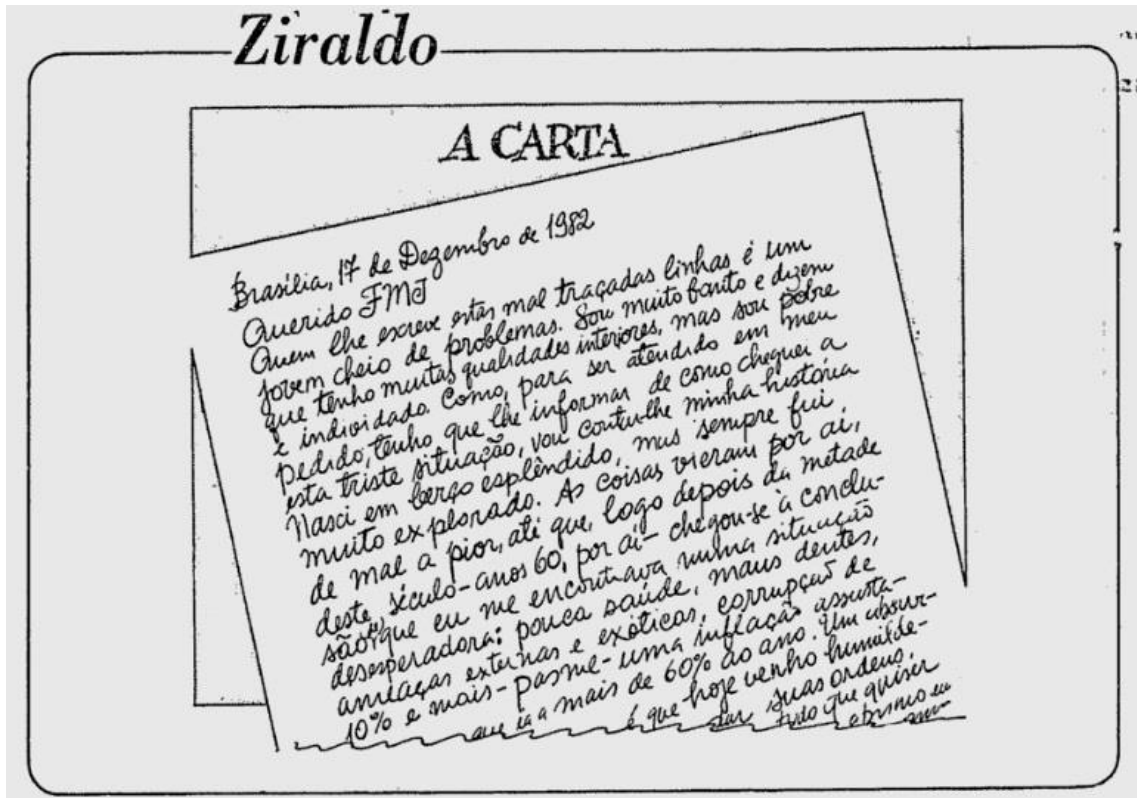 Ziraldo
A CARTA
Brasília, 17 de Dezembro de 1982
Querido FMI
Quem lhe escreve estas mal traçadas linhas é um
jovem cheio de problemas. Sou muito bonito e dizem
que tenho muitas qualidades interiores, mas sou pobre
e individado. Como, para ser atendido em meu
pedido, tenho que lhe informar de como cheguei a
esta triste situação, vou contar-lhe minha história
Nasci em berço esplêndido, mas sempre fui
muito explorado. As coisas vieram por aí,
de mal a pior, até que, logo depois da metade
deste século - anos 60, por aí - chegou-se à conclu-
são que eu me encontrava numa situação
desesperadora: pouca saúde, maus dentes,
ameaças externas e exóticas, corrupção de
10% e mais - pasme - uma inflação assusta-
que ia a mais de 60% ao ano. Um absur-
é que hoje venho humilde-
suas ordens.
tudo que quiser